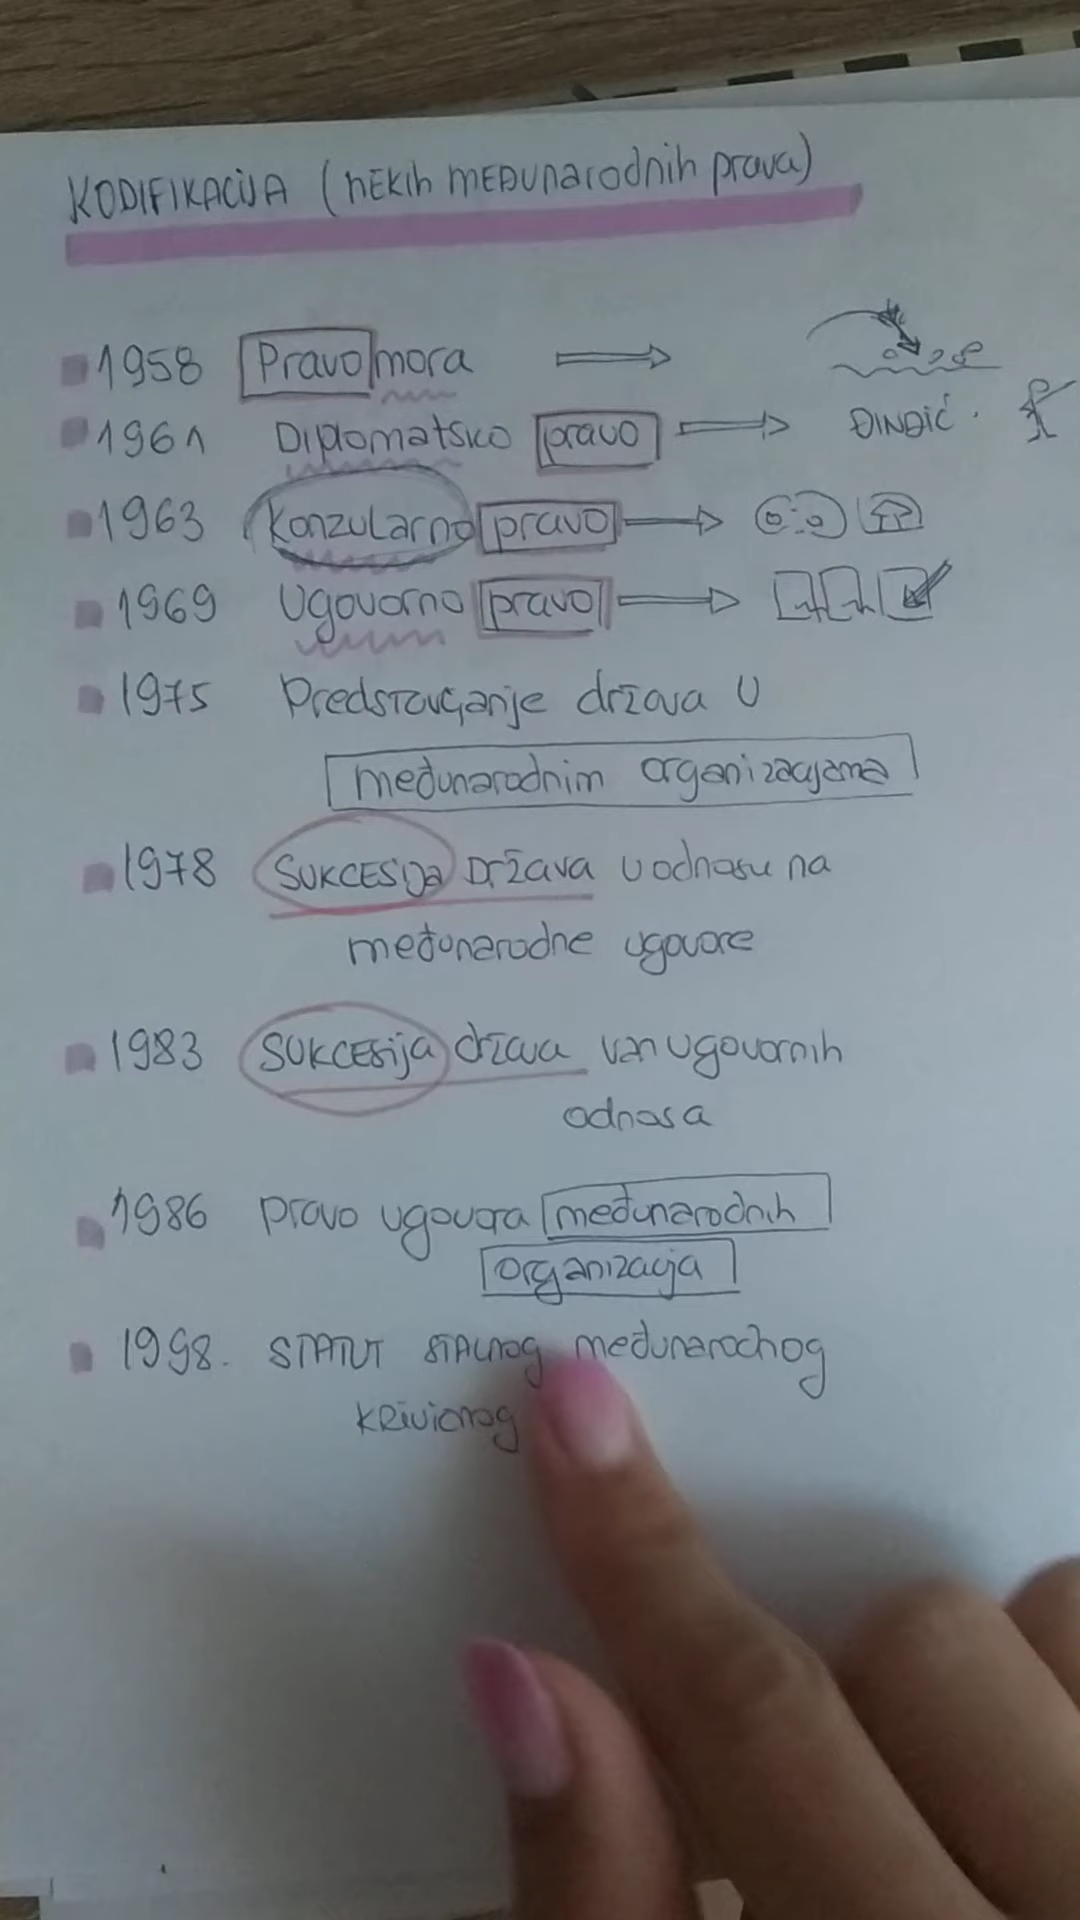 KODIFIKACIJA (nekih međunarodnih prava)
1958 Pravo mora
1961 Diplomatsko pravo ĐINĐIĆ.
1963 Konzularno pravo
1969 Ugovorno pravo
1975 Predstavljanje država u
međunarodnim organizacijama
1978 SUKCESIJA Država u odnosu na
međunarodne ugovore
1983 SUKCESIJA država van ugovornih
odnosa
1986 pravo ugovora međunarodnih
organizacija
1998. STATUT STALNOG međunarodnog
KRIVIČNOG